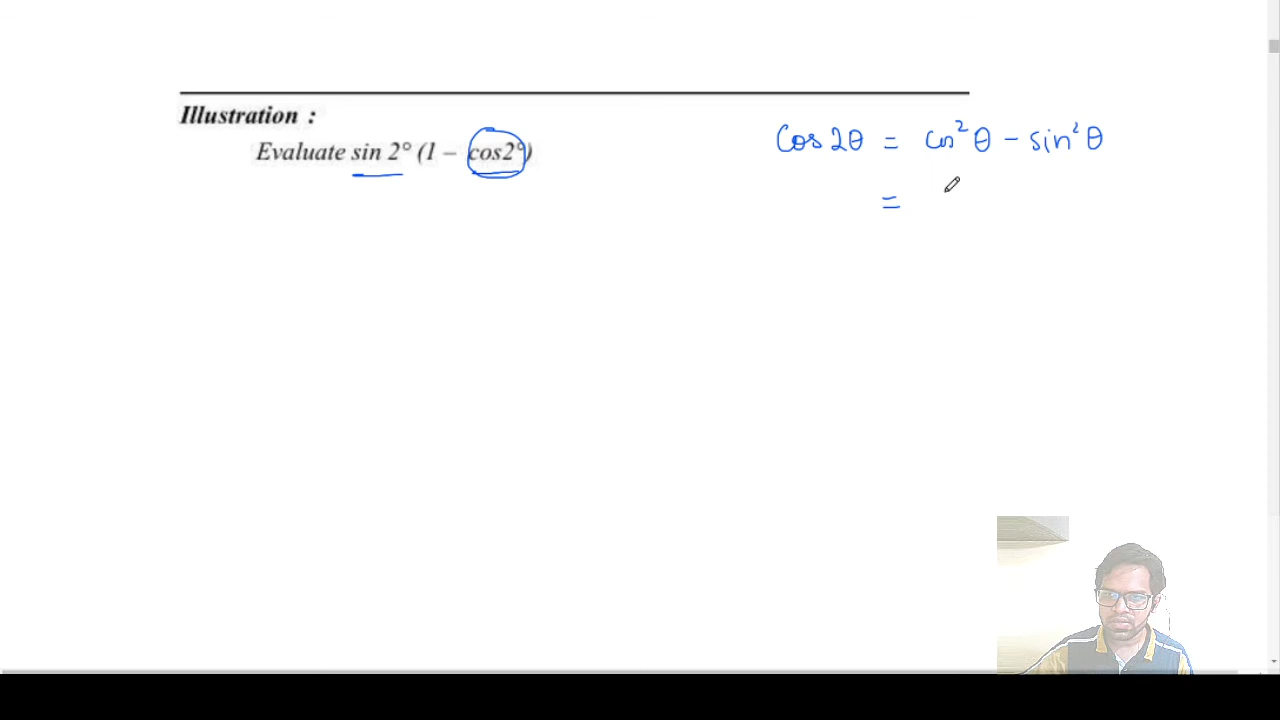 Illustration :
Evaluate sin 2° (1 – cos2°)
Cos 2θ = cos²θ – sin²θ
=